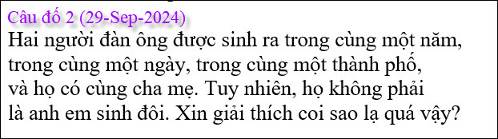 Câu đố 2 (29-Sep-2024)
Hai người đàn ông được sinh ra trong cùng một năm,
trong cùng một ngày, trong cùng một thành phố,
và họ có cùng cha mẹ. Tuy nhiên, họ không phải
là anh em sinh đôi. Xin giải thích coi sao lạ quá vậy?